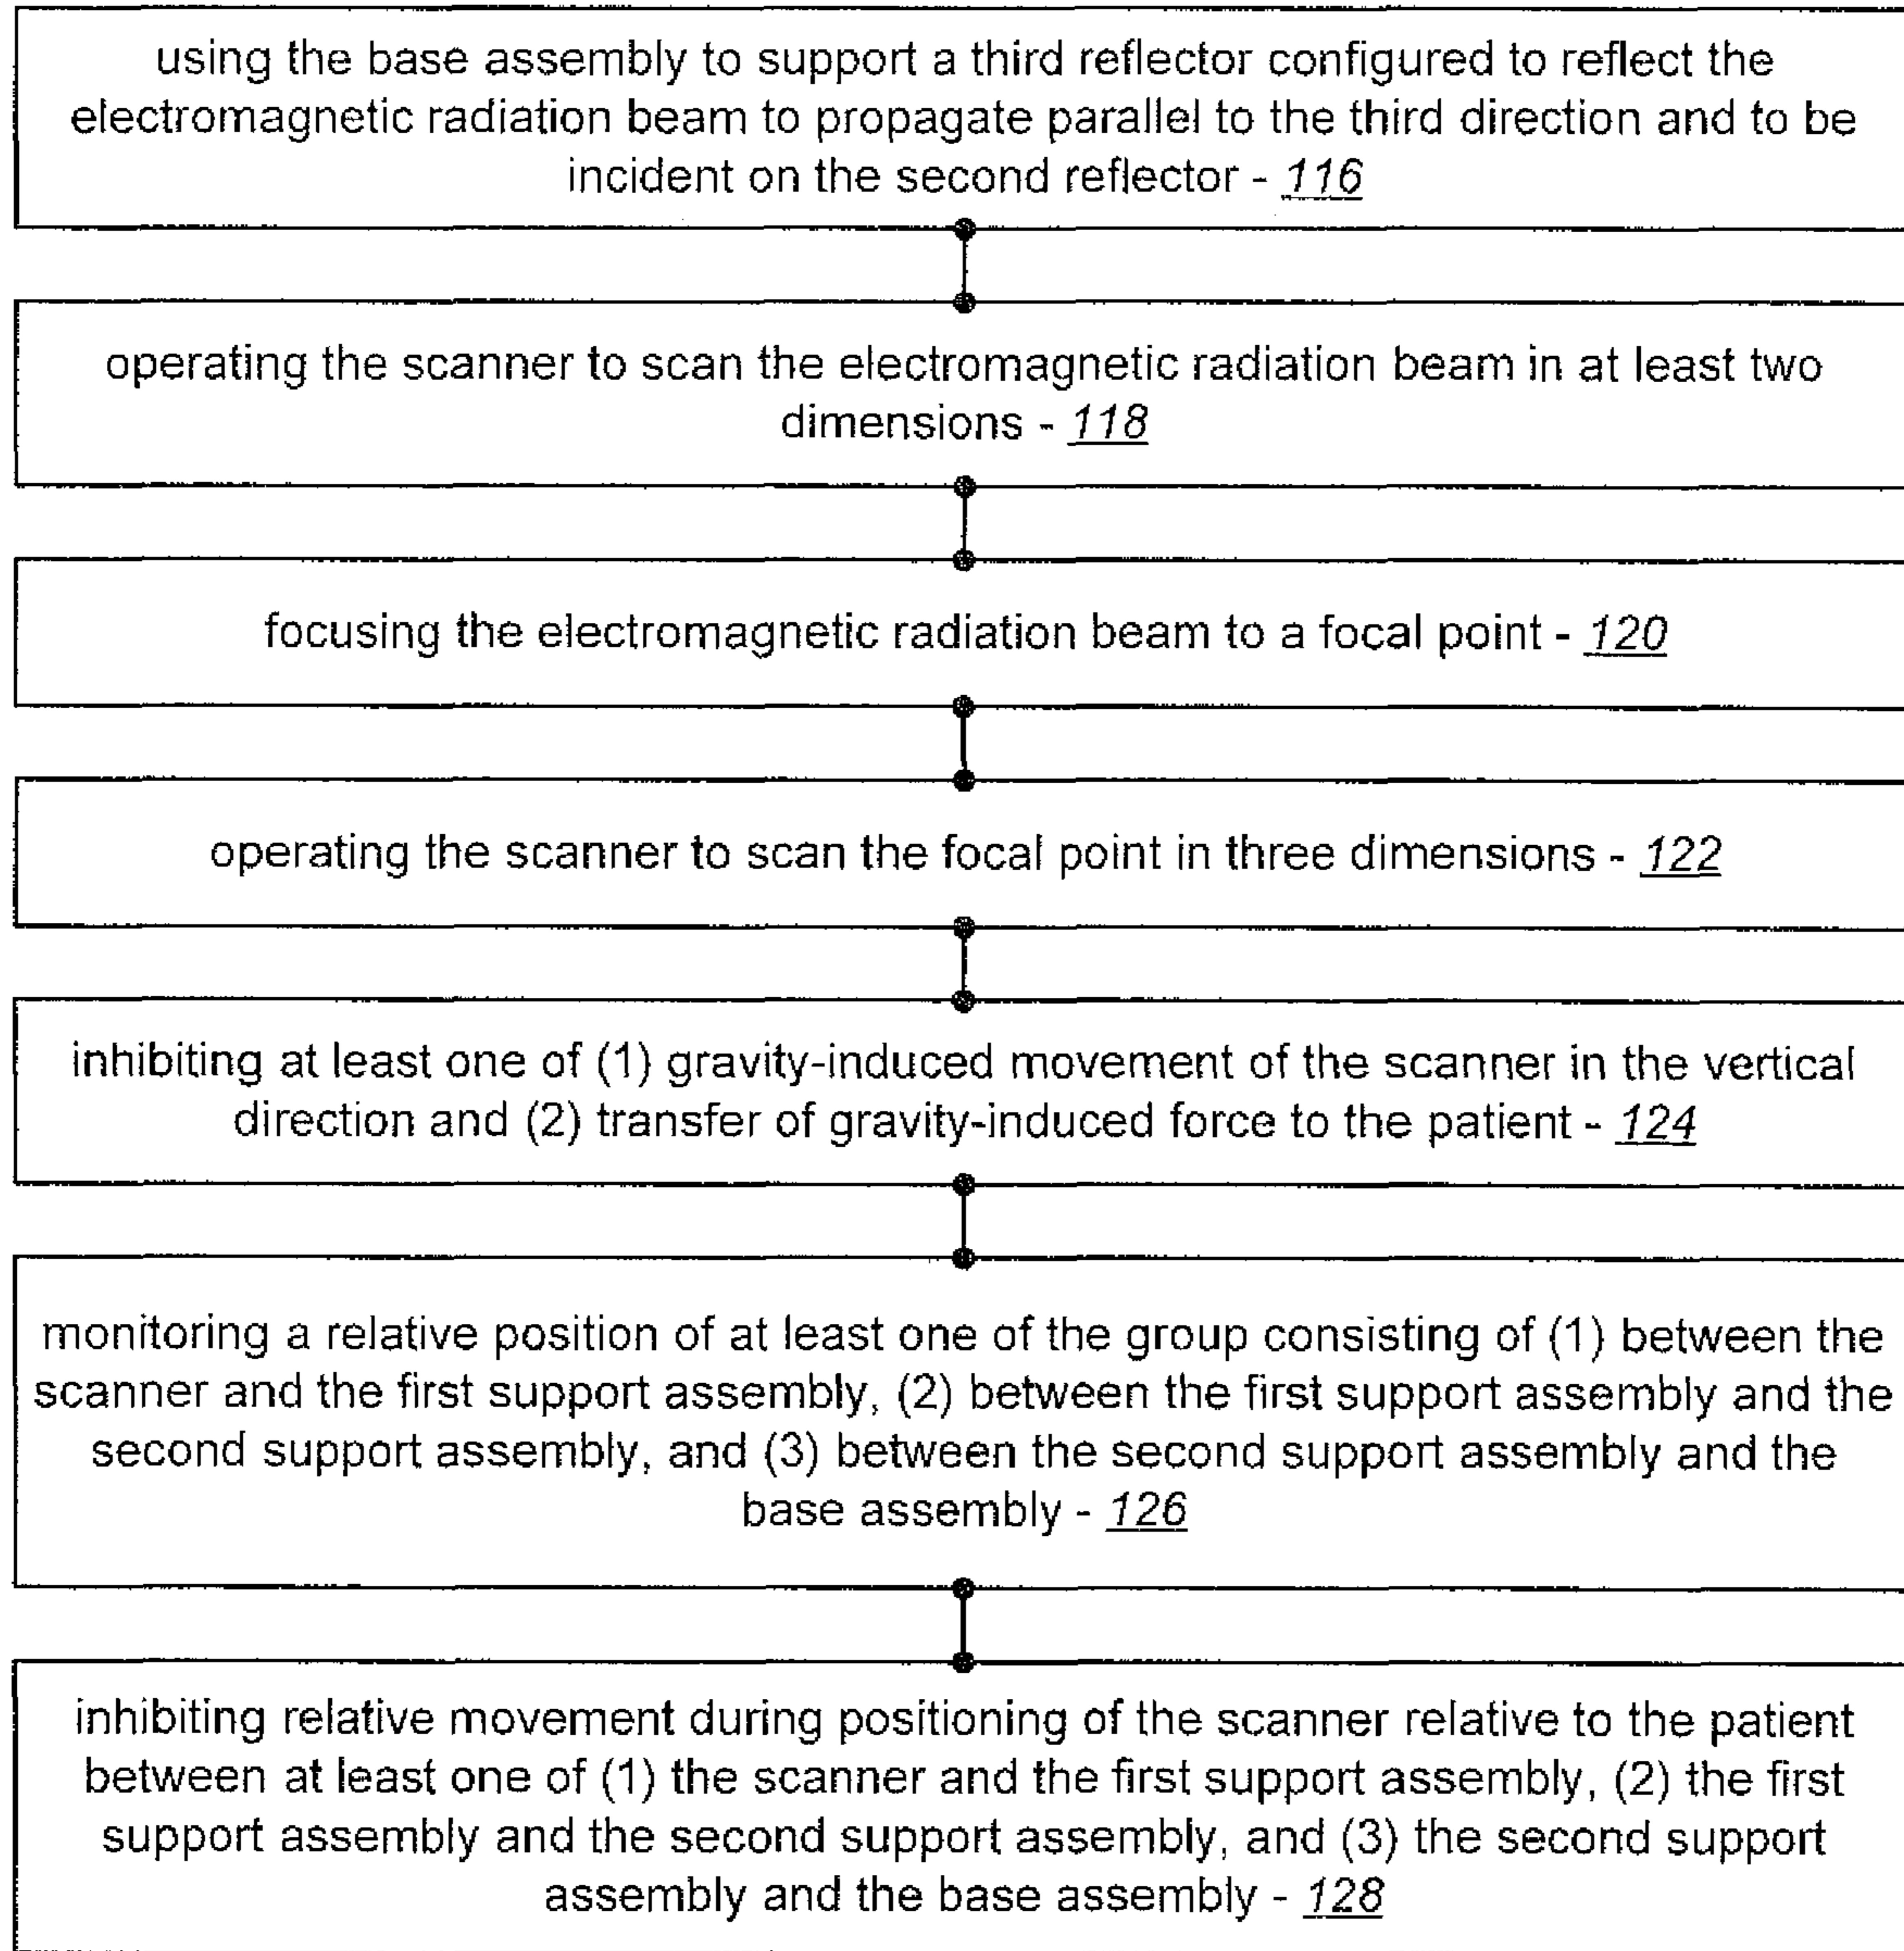 using the base assembly to support a third reflector configured to reflect the
electromagnetic radiation beam to propagate parallel to the third direction and to be
incident on the second reflector - 116
operating the scanner to scan the electromagnetic radiation beam in at least two
dimensions - 118
focusing the electromagnetic radiation beam to a focal point - 120
operating the scanner to scan the focal point in three dimensions - 122
inhibiting at least one of (1) gravity-induced movement of the scanner in the vertical
direction and (2) transfer of gravity-induced force to the patient - 124
monitoring a relative position of at least one of the group consisting of (1) between the
scanner and the first support assembly, (2) between the first support assembly and the
second support assembly, and (3) between the second support assembly and the
base assembly - 126
inhibiting relative movement during positioning of the scanner relative to the patient
between at least one of (1) the scanner and the first support assembly, (2) the first
support assembly and the second support assembly, and (3) the second support
assembly and the base assembly - 128